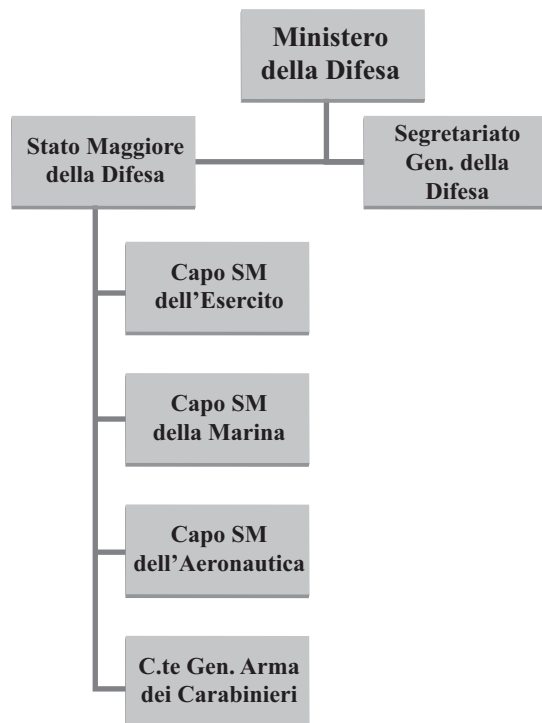 Ministero
della Difesa
Stato Maggiore
della Difesa
Segretariato
Gen. della
Difesa
Capo SM
dell’Esercito
Capo SM
della Marina
Capo SM
dell’Aeronautica
C.te Gen. Arma
dei Carabinieri